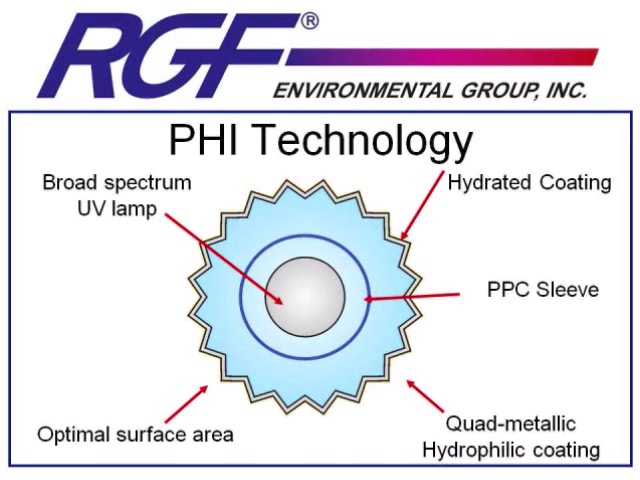 RGF®
ENVIRONMENTAL GROUP, INC.
PHI Technology
Broad spectrum
UV lamp
Hydrated Coating
PPC Sleeve
Optimal surface area
Quad-metallic
Hydrophilic coating